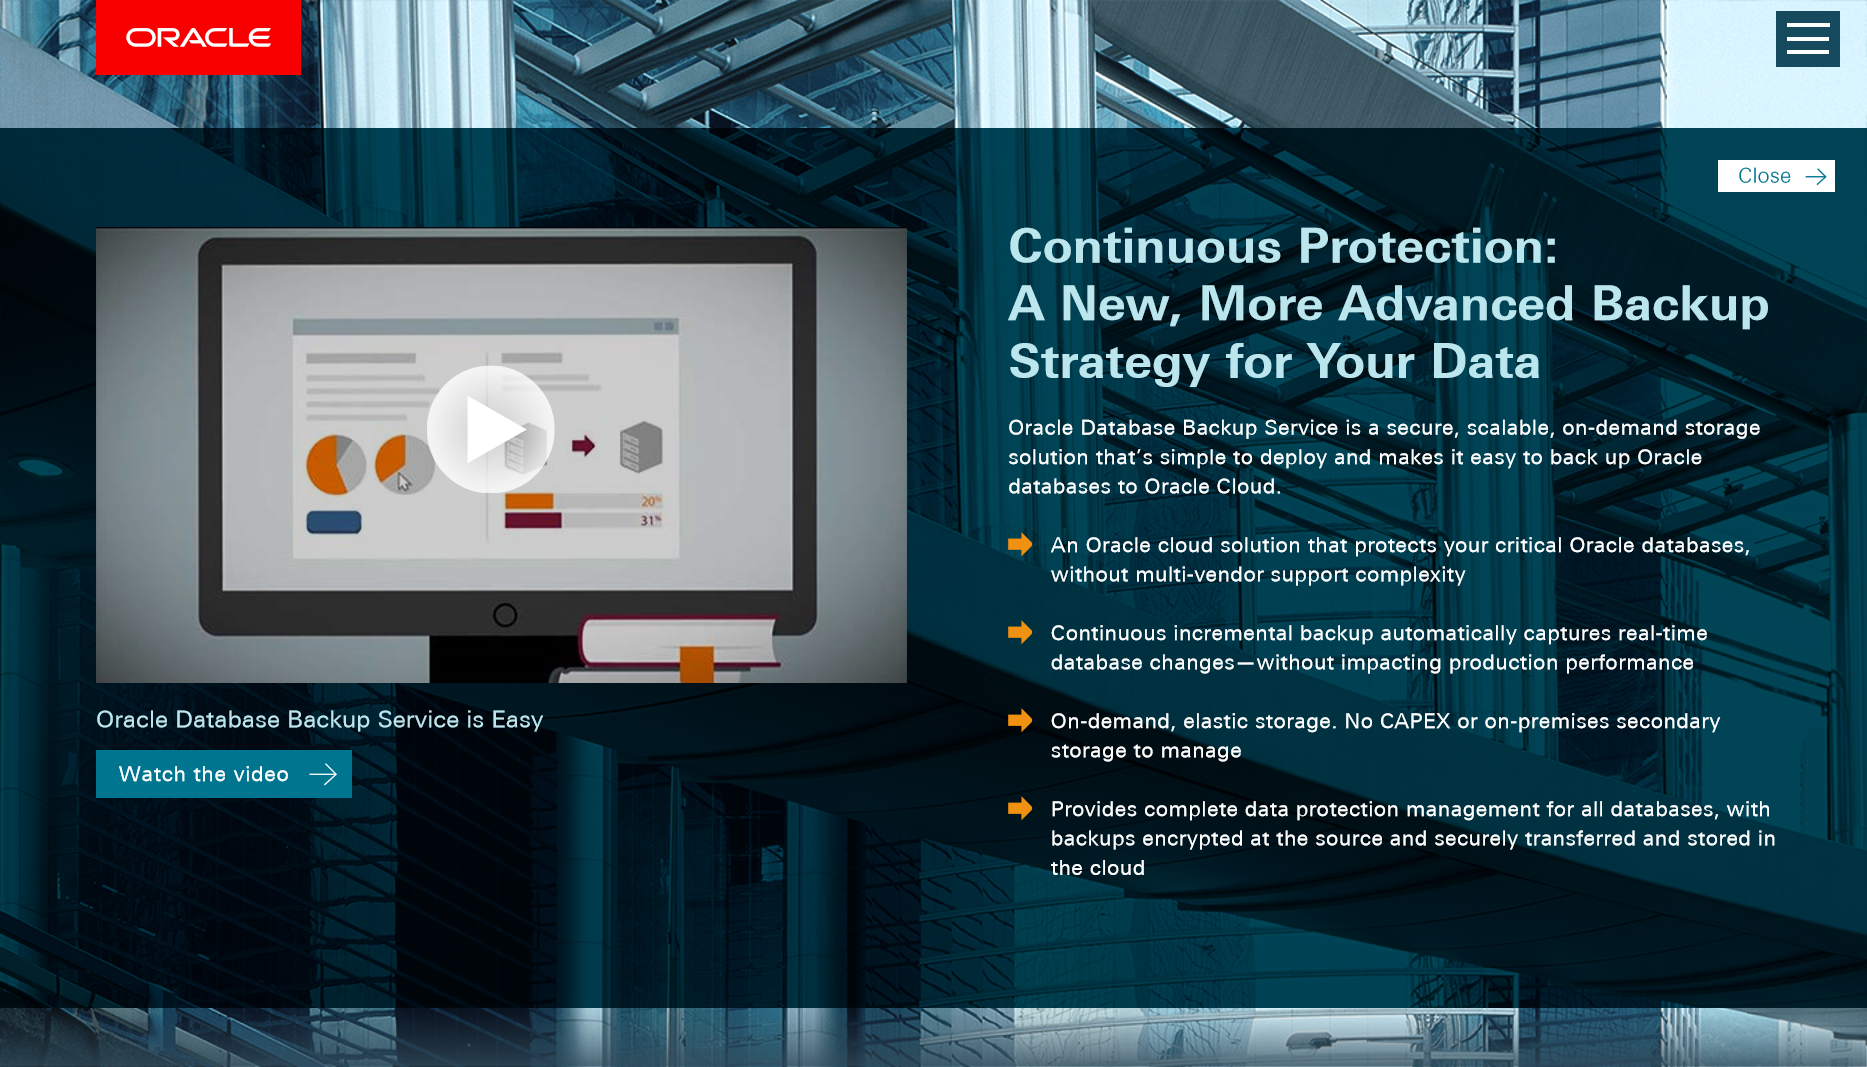 ORACLE
Close
Continuous Protection:
A New, More Advanced Backup
Strategy for Your Data
Oracle Database Backup Service is a secure, scalable, on-demand storage
solution that’s simple to deploy and makes it easy to back up Oracle
databases to Oracle Cloud.
An Oracle cloud solution that protects your critical Oracle databases,
without multi-vendor support complexity
Continuous incremental backup automatically captures real-time
database changes—without impacting production performance
On-demand, elastic storage. No CAPEX or on-premises secondary
storage to manage
Provides complete data protection management for all databases, with
backups encrypted at the source and securely transferred and stored in
the cloud
20%
31%
Oracle Database Backup Service is Easy
Watch the video